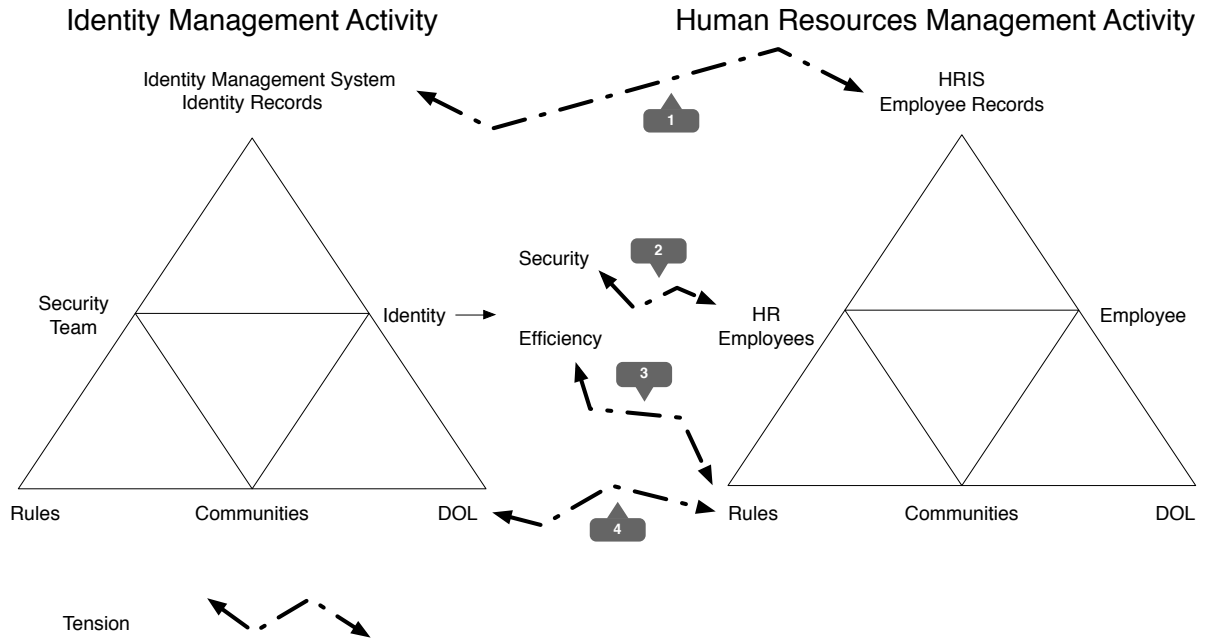 Identity Management Activity
Human Resources Management Activity
Identity Management System
Identity Records
HRIS
Employee Records
1
2
Security
Security
Team
Identity
HR
Employees
Employee
Efficiency
3
Rules
Communities
DOL
4
Rules
Communities
DOL
Tension